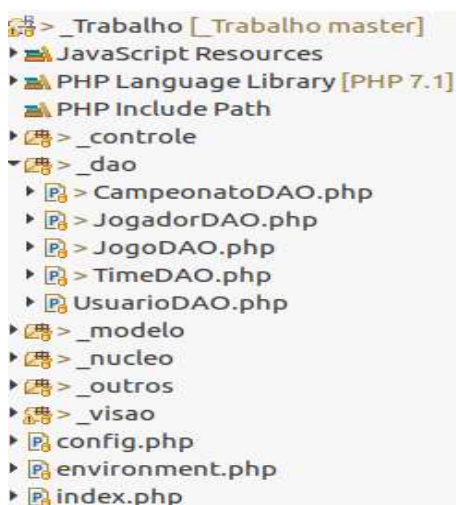 > _Trabalho [_Trabalho master]
JavaScript Resources
PHP Language Library [PHP 7.1]
PHP Include Path
> _controle
> _dao
> CampeonatoDAO.php
> JogadorDAO.php
> JogoDAO.php
> TimeDAO.php
UsuarioDAO.php
> _modelo
> _nucleo
> _outros
> _visao
config.php
environment.php
index.php